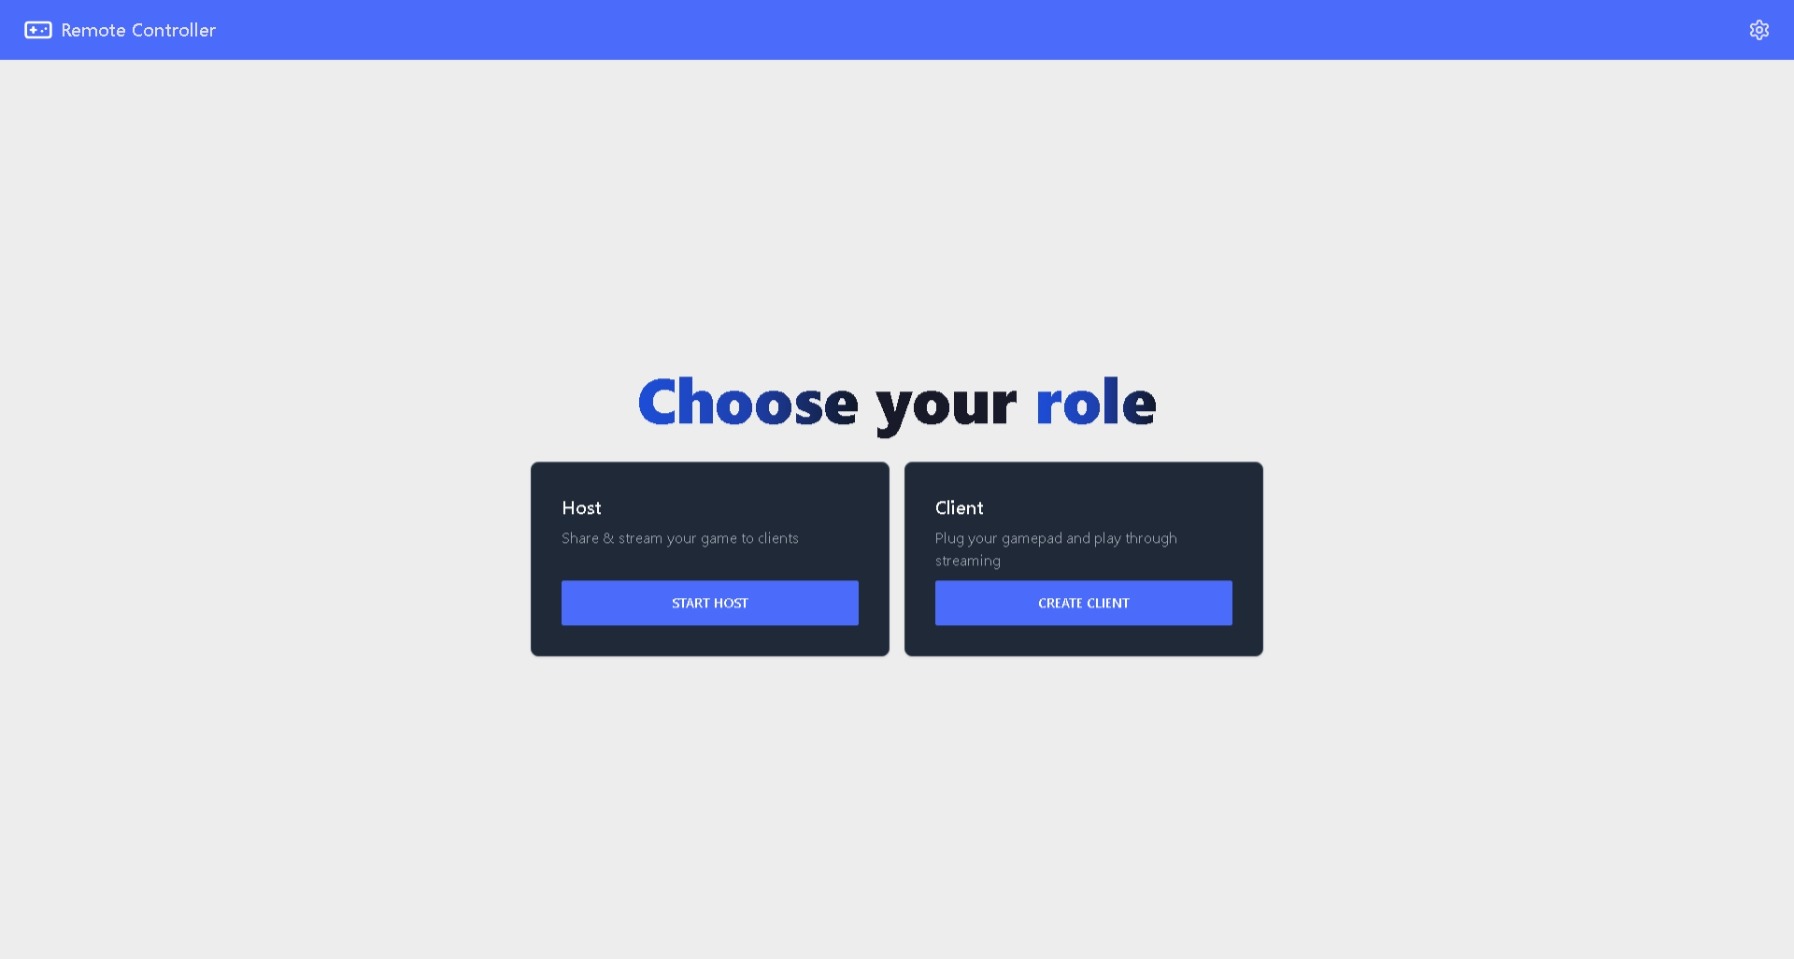 Remote Controller
Choose your role
Host
Share & stream your game to clients
START HOST
Client
Plug your gamepad and play through
streaming
CREATE CLIENT